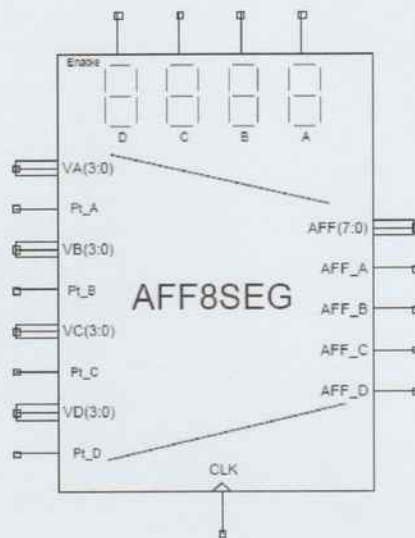 Enable
D C B A
VA(3:0)
Pt_A
AFF(7:0)
VB(3:0)
AFF_A
Pt_B
AFF8SEG
AFF_B
VC(3:0)
AFF_C
Pt_C
AFF_D
VD(3:0)
Pt_D
CLK